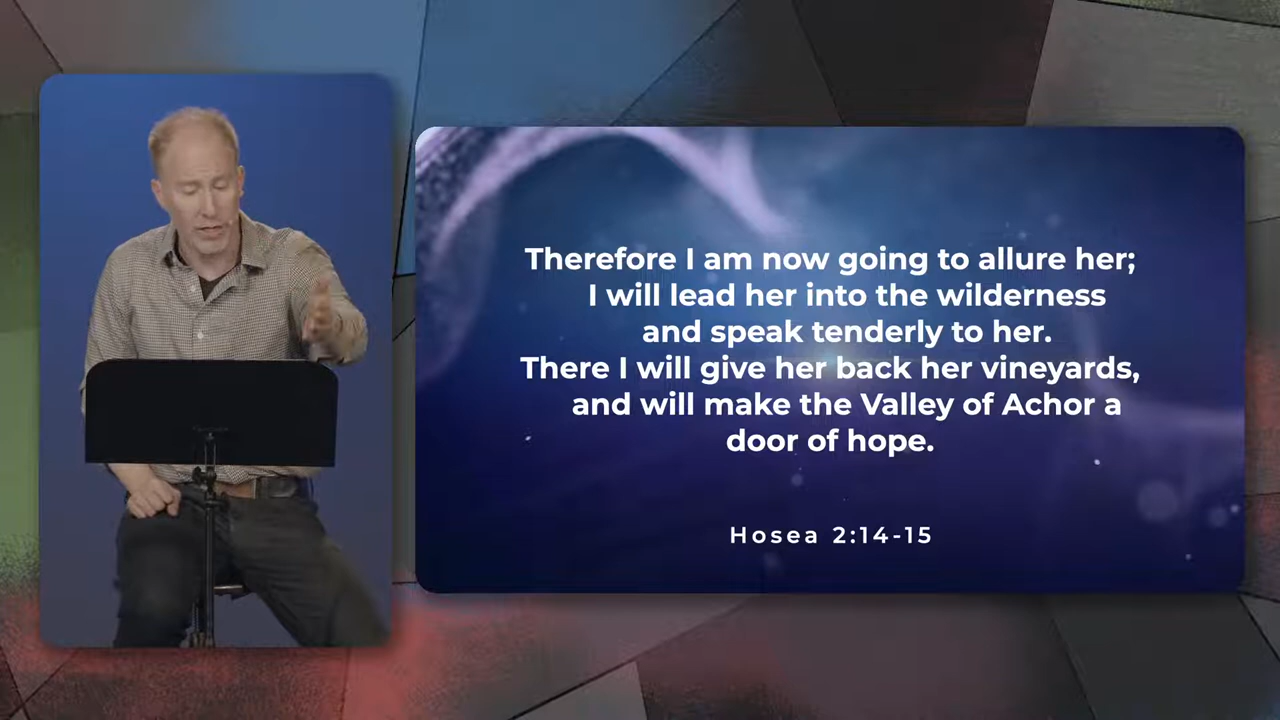 Therefore I am now going to allure her;
I will lead her into the wilderness
and speak tenderly to her.
There I will give her back her vineyards,
and will make the Valley of Achor a
door of hope.
Hosea 2:14-15